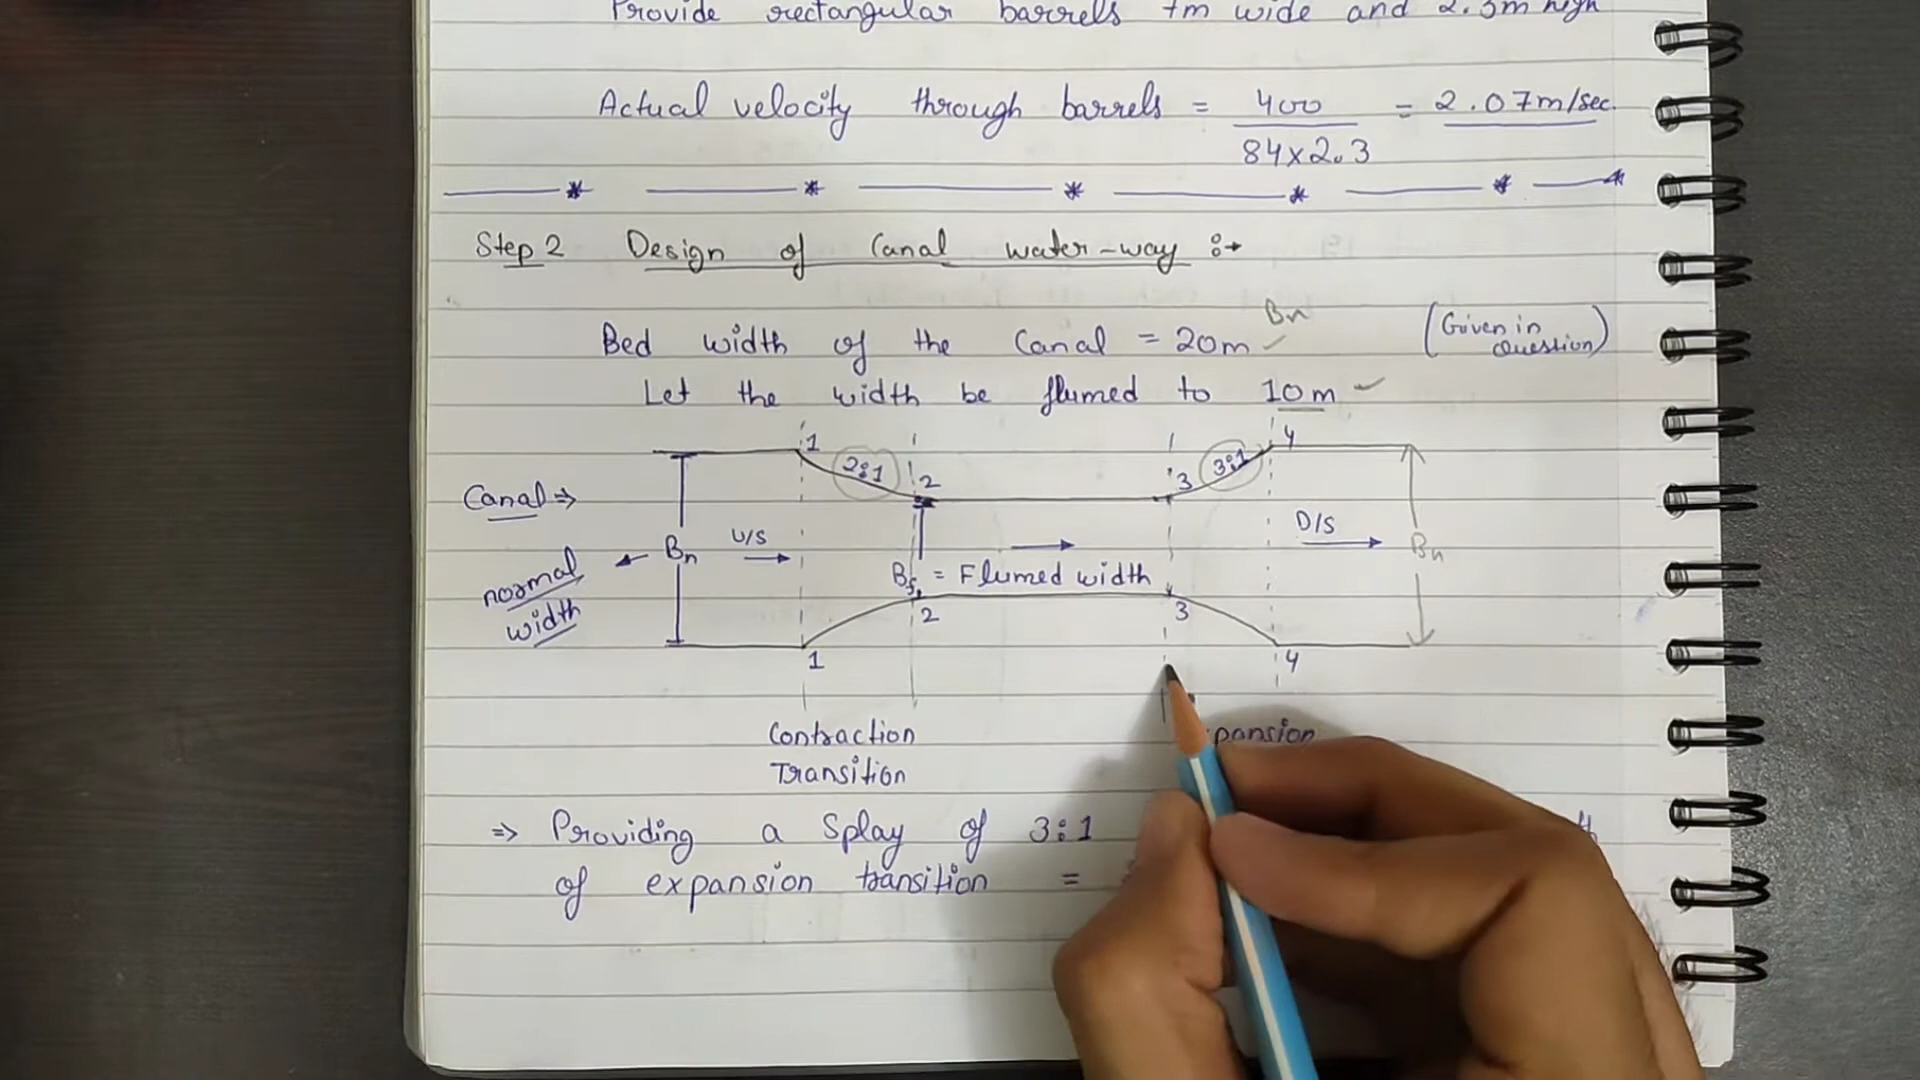 Provide rectangular barrels 7m wide and 2.3m high
Actual velocity through barrels = 400 / 84x2.3 = 2.07m/sec.
Step 2 Design of Canal water-way :→
Bn
Bed width of the Canal = 20m ✓ (Given in question)
Let the width be flumed to 10m ✓
1 4
2:1 3:1
2 3
Canal ⇒
U/S D/S
← Bn Bn
normal width
Bf = Flumed width
2 3
1 4
Contraction pansion
Transition
⇒ Providing a Splay of 3:1
of expansion transition =